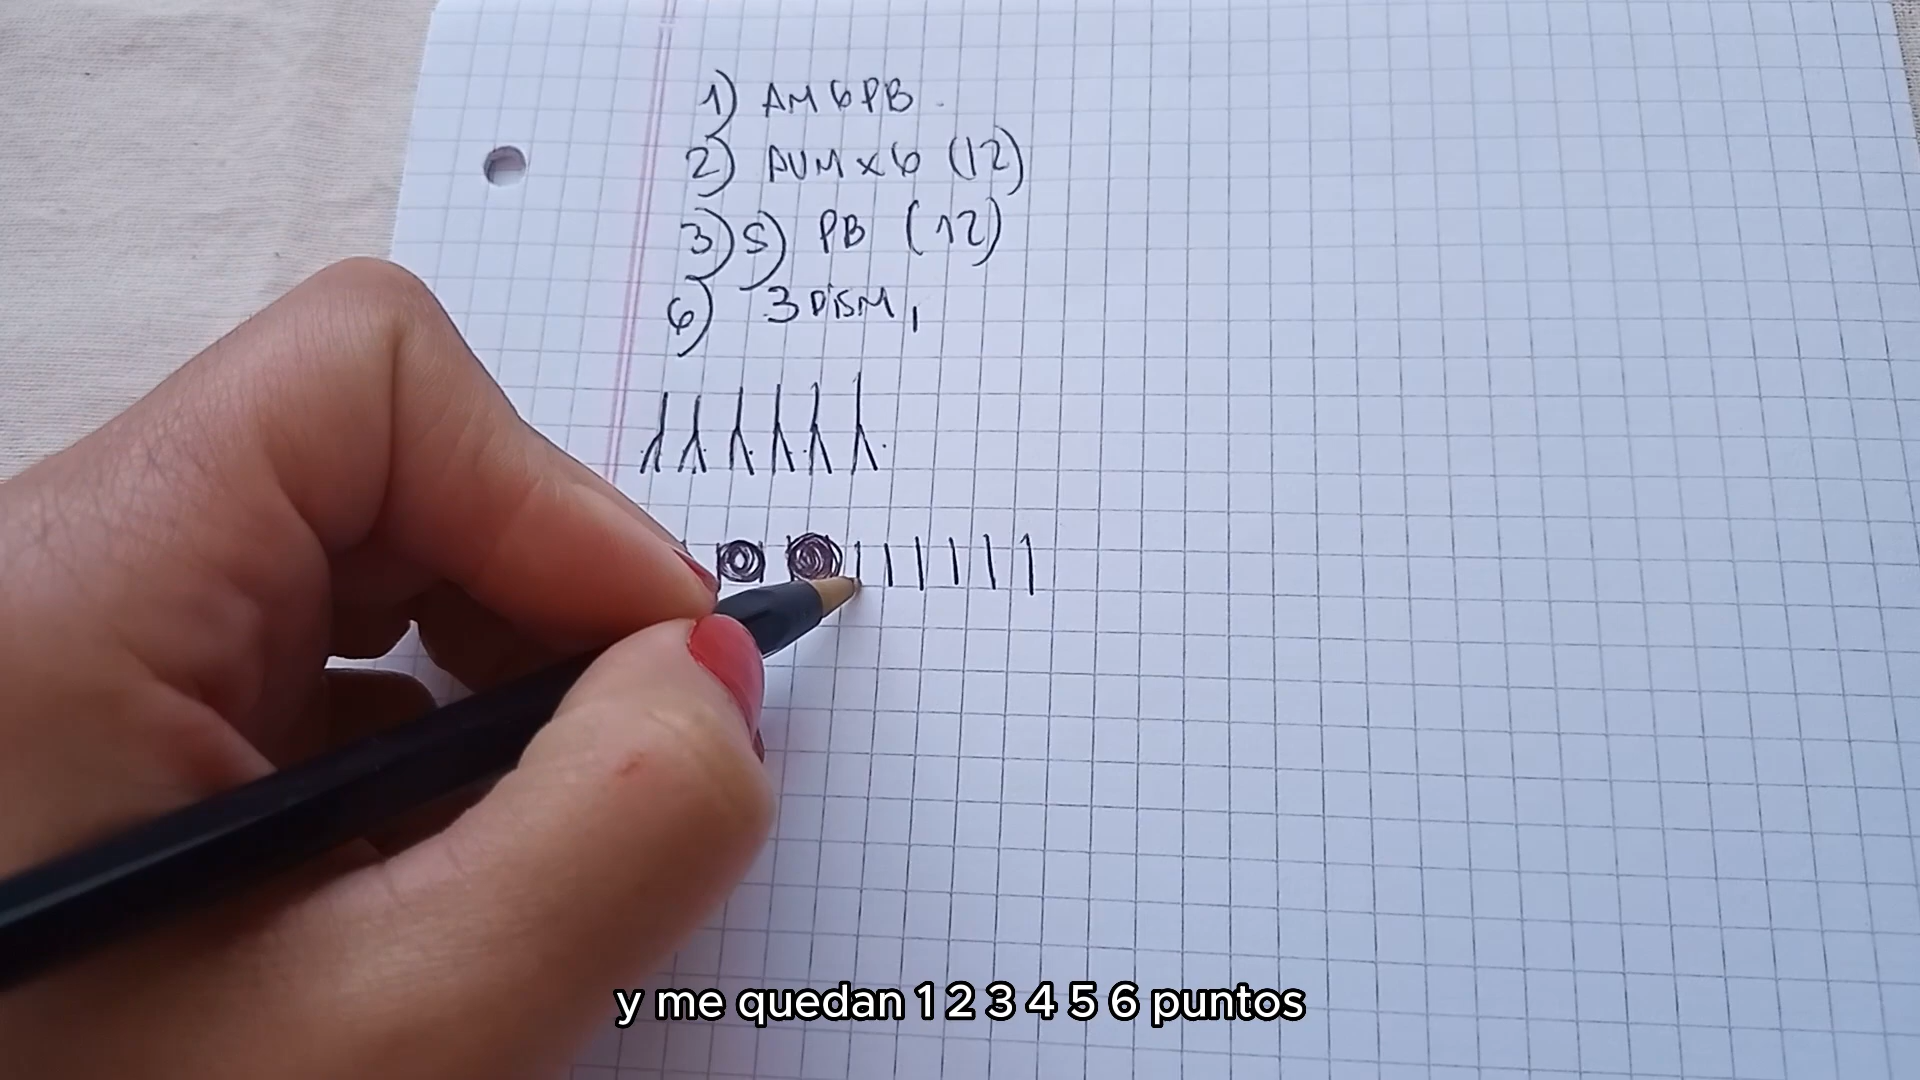 1) AM 6 PB
2) AUM x 6 (12)
3) 5) PB (12)
6) 3 DiSM,
y me quedan 1 2 3 4 5 6 puntos